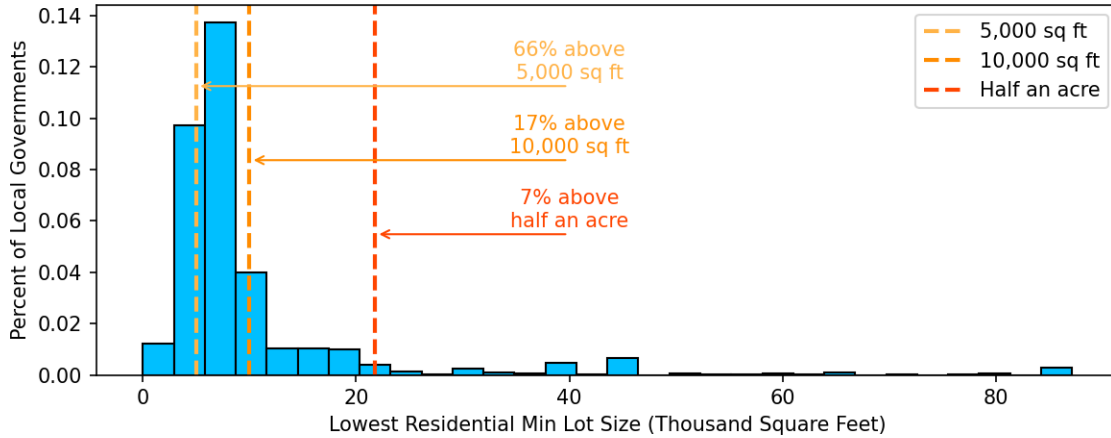 0.14
0.12
0.10
0.08
0.06
0.04
0.02
0.00
Percent of Local Governments
66% above
5,000 sq ft
17% above
10,000 sq ft
7% above
half an acre
5,000 sq ft
10,000 sq ft
Half an acre
0 20 40 60 80
Lowest Residential Min Lot Size (Thousand Square Feet)